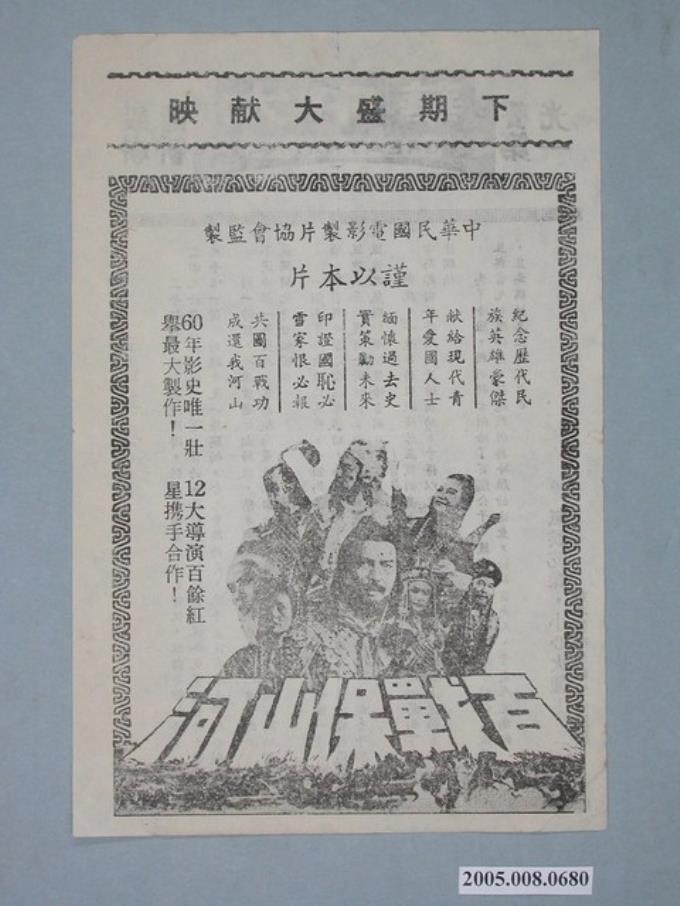 下期盛大献映
中華民國電影製片協會監製
謹以本片
紀念歷代民
族英雄豪傑
献給現代青
年愛國人士
緬懷過去史
實策勵未來
印證國恥必
雪家恨必報
共圖百戰功
成還我河山
60年影史唯一壯
舉最大製作！
12大導演百餘紅
星携手合作！
百戰保山河
2005.008.0680